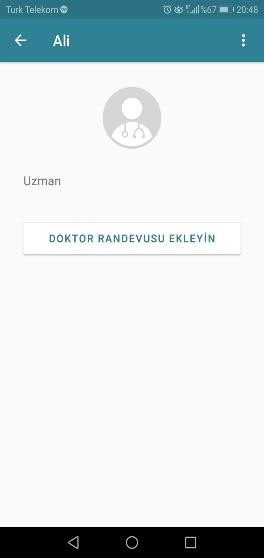 Turk Telekom %67 20:48
Ali
Uzman
DOKTOR RANDEVUSU EKLEYİN